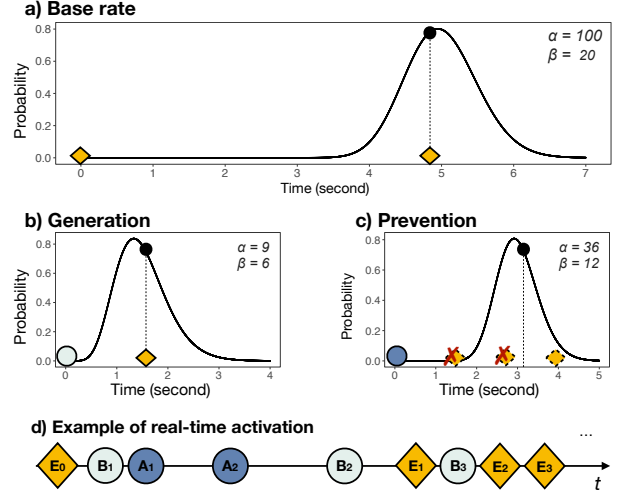 a) Base rate
α = 100
β = 20
Probability
0.8
0.6
0.4
0.2
0.0
0 1 2 3 4 5 6 7
Time (second)
b) Generation
α = 9
β = 6
Probability
0.8
0.6
0.4
0.2
0.0
0 1 2 3 4
Time (second)
c) Prevention
α = 36
β = 12
Probability
0.8
0.6
0.4
0.2
0.0
0 1 2 3 4 5
Time (second)
d) Example of real-time activation
...
E0 B1 A1 A2 B2 E1 B3 E2 E3
t